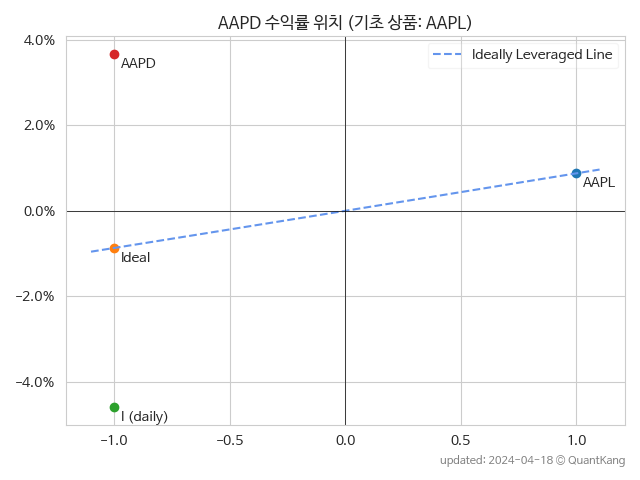 AAPD 수익률 위치 (기초 상품: AAPL)
4.0%
Ideally Leveraged Line
AAPD
2.0%
AAPL
0.0%
Ideal
−2.0%
−4.0%
I (daily)
−1.0 −0.5 0.0 0.5 1.0
updated: 2024-04-18 © QuantKang